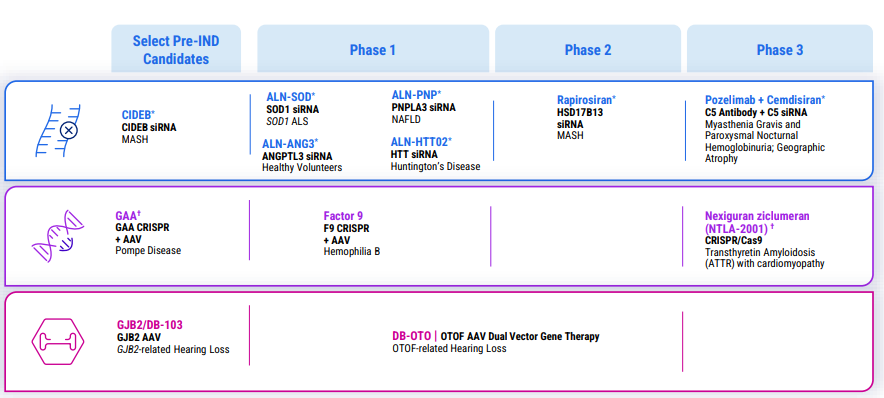 Select Pre-IND
Candidates
Phase 1
Phase 2
Phase 3
CIDEB*
CIDEB siRNA
MASH
ALN-SOD*
SOD1 siRNA
SOD1 ALS
ALN-ANG3*
ANGPTL3 siRNA
Healthy Volunteers
ALN-PNP*
PNPLA3 siRNA
NAFLD
ALN-HTT02*
HTT siRNA
Huntington's Disease
Rapirosiran*
HSD17B13
siRNA
MASH
Pozelimab + Cemdisiran*
C5 Antibody + C5 siRNA
Myasthenia Gravis and
Paroxysmal Nocturnal
Hemoglobinuria; Geographic
Atrophy
GAA†
GAA CRISPR
+ AAV
Pompe Disease
Factor 9
F9 CRISPR
+ AAV
Hemophilia B
Nexiguran ziclumeran
(NTLA-2001) †
CRISPR/Cas9
Transthyretin Amyloidosis
(ATTR) with cardiomyopathy
GJB2/DB-103
GJB2 AAV
GJB2-related Hearing Loss
DB-OTO | OTOF AAV Dual Vector Gene Therapy
OTOF-related Hearing Loss